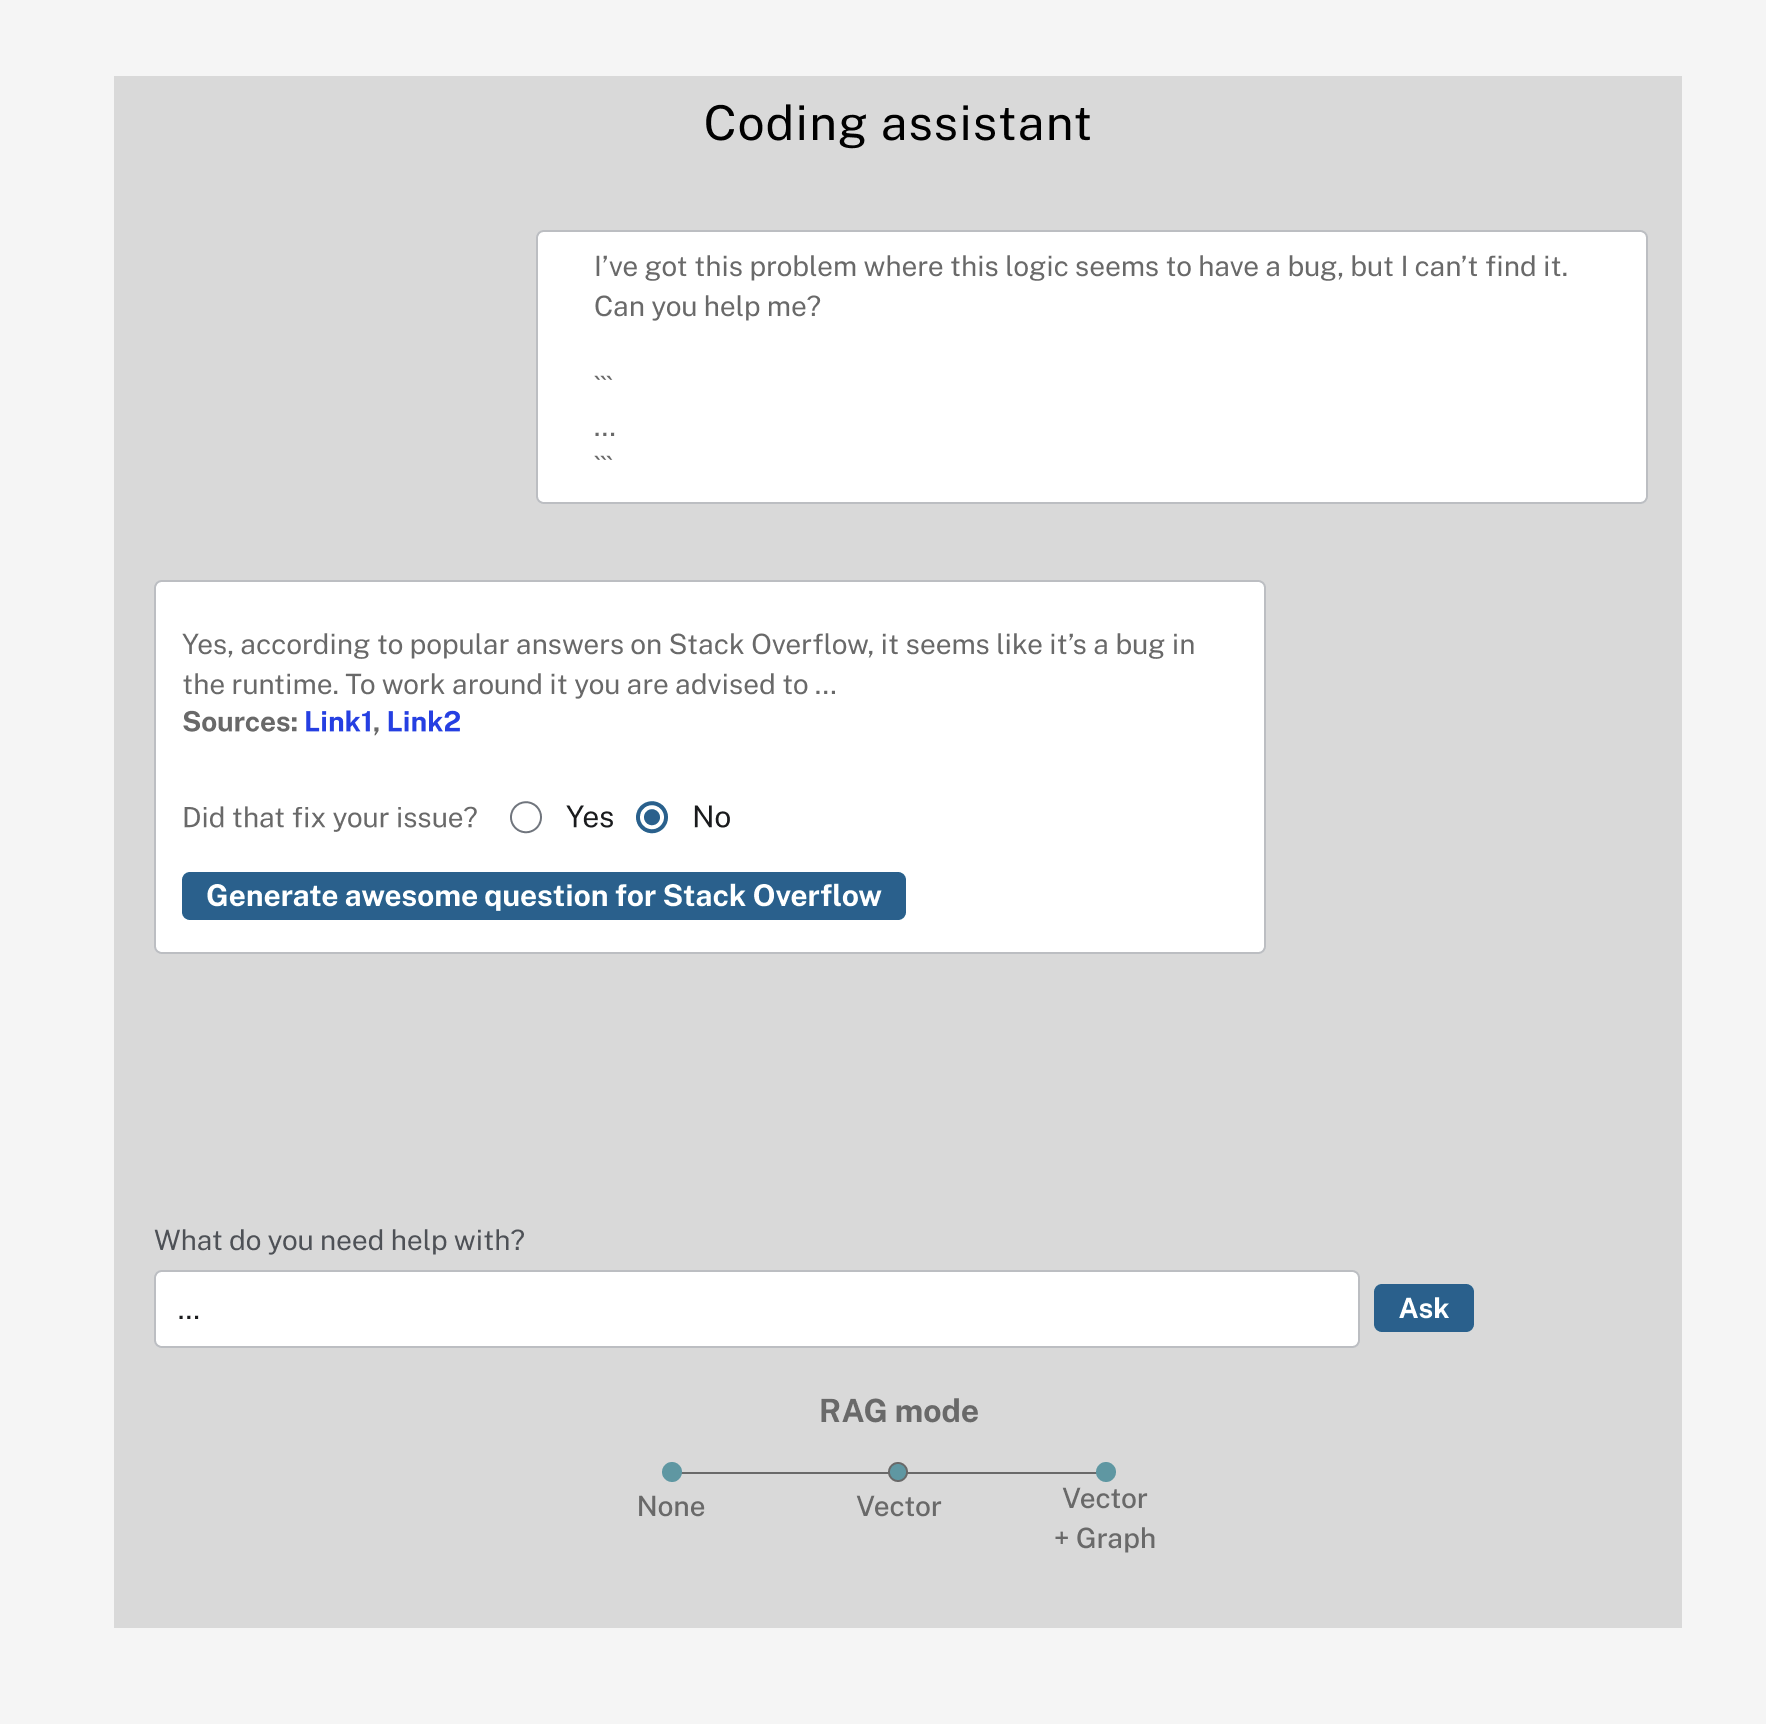 Coding assistant
I’ve got this problem where this logic seems to have a bug, but I can’t find it.
Can you help me?
```
...
```
Yes, according to popular answers on Stack Overflow, it seems like it’s a bug in
the runtime. To work around it you are advised to ...
Sources: Link1, Link2
Did that fix your issue? Yes No
Generate awesome question for Stack Overflow
What do you need help with?
...
Ask
RAG mode
None
Vector
Vector
+ Graph